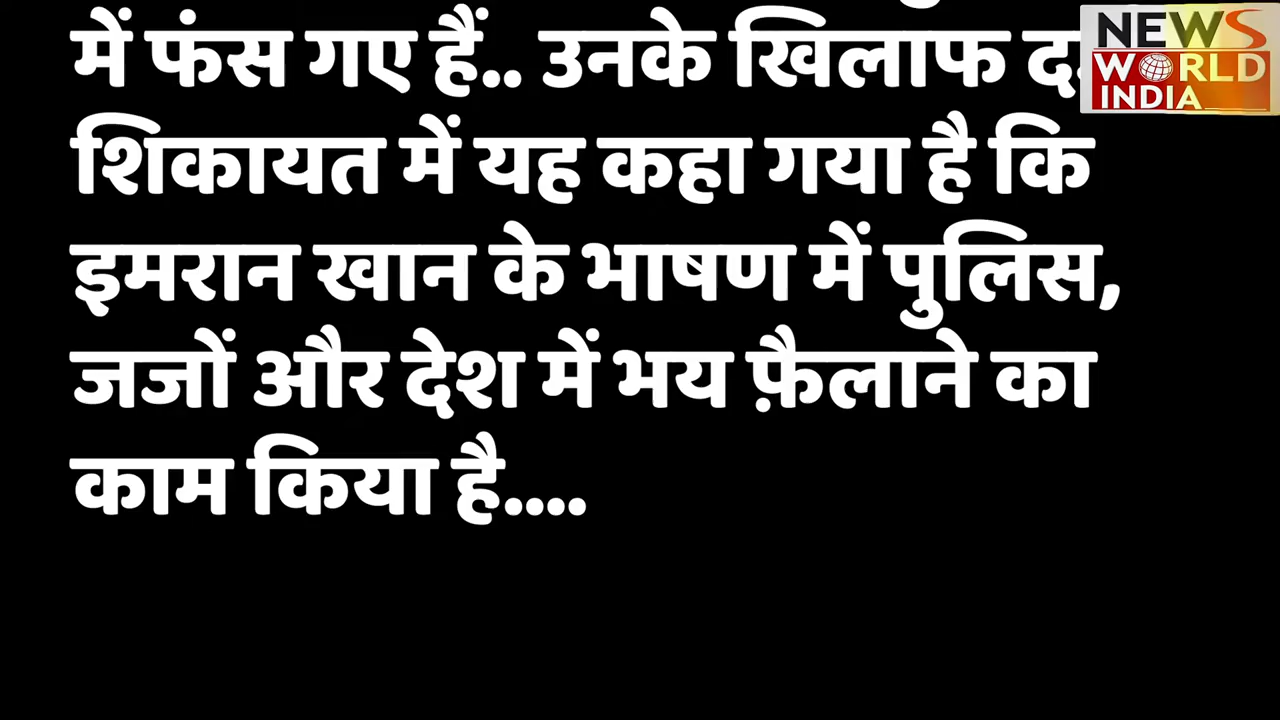 में फंस गए हैं.. उनके खिलाफ
शिकायत में यह कहा गया है कि
इमरान खान के भाषण में पुलिस,
जजों और देश में भय फ़ैलाने का
काम किया है....
NEWS
WORLD
INDIA